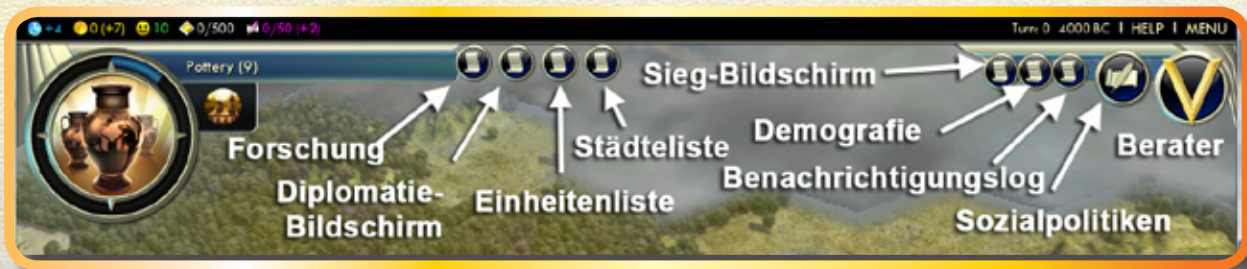 +4 0 (+7) 10 0/500 0/50 (+2) Turn: 0 4000 BC | HELP | MENU
Pottery (9)
Sieg-Bildschirm
Forschung
Städteliste
Demografie
Berater
Diplomatie-
Bildschirm
Einheitenliste
Benachrichtigungslog
Sozialpolitiken